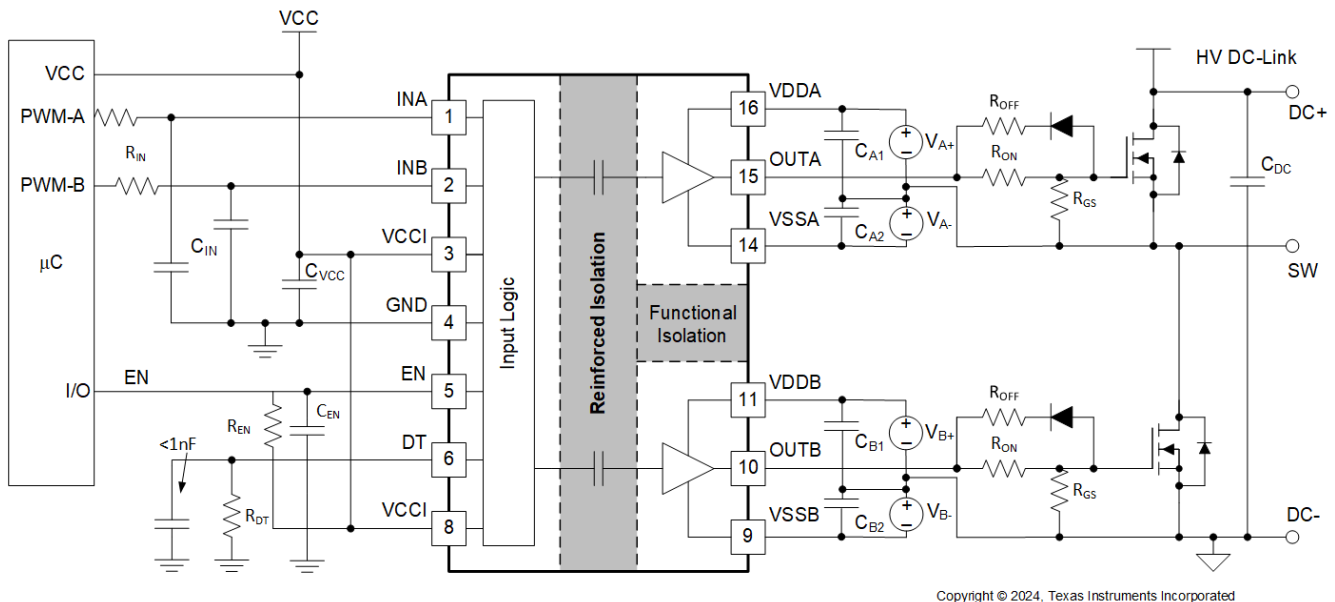 VCC
VCC
PWM-A
R_IN
PWM-B
C_IN
C_VCC
µC
I/O
EN
R_EN
C_EN
<1nF
R_DT
INA
1
INB
2
VCCI
3
GND
4
EN
5
DT
6
VCCI
8
Input Logic
Reinforced Isolation
Functional
Isolation
VDDA
16
OUTA
15
VSSA
14
C_A1
C_A2
V_A+
V_A-
R_OFF
R_ON
R_GS
HV DC-Link
DC+
C_DC
SW
VDDB
11
OUTB
10
VSSB
9
C_B1
C_B2
V_B+
V_B-
R_OFF
R_ON
R_GS
DC-
Copyright © 2024, Texas Instruments Incorporated